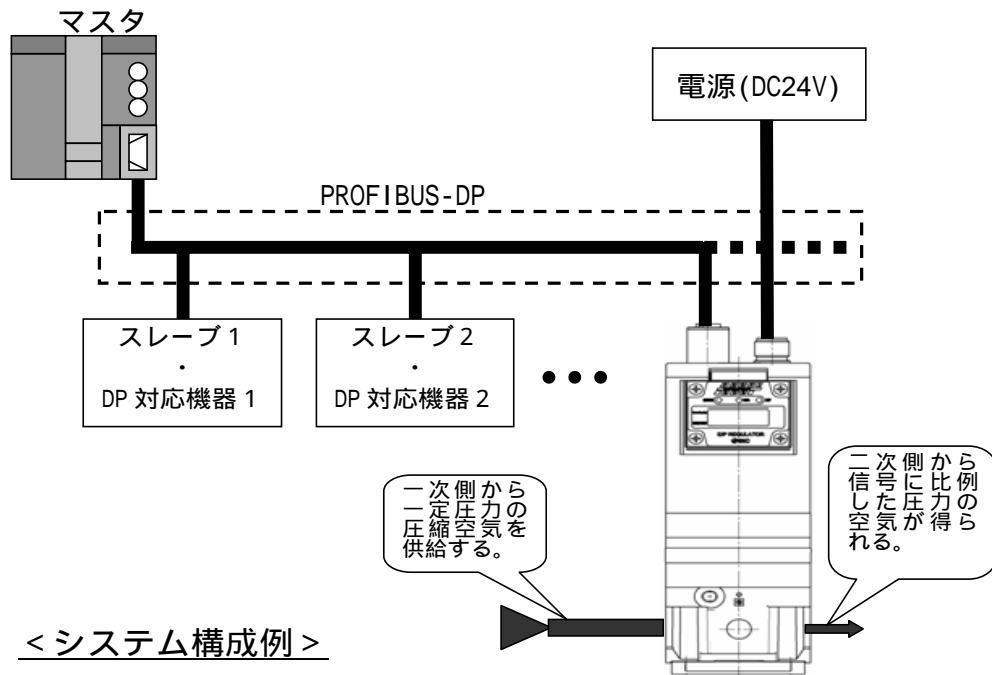 マスタ
電源(DC24V)
PROFIBUS-DP
スレーブ1
・
DP 対応機器 1
スレーブ2
・
DP 対応機器 2
•••
一次側から
一定圧力の
圧縮空気を
供給する。
二次側から
信号に比例
した圧力の
空気が得ら
れる。
<システム構成例>